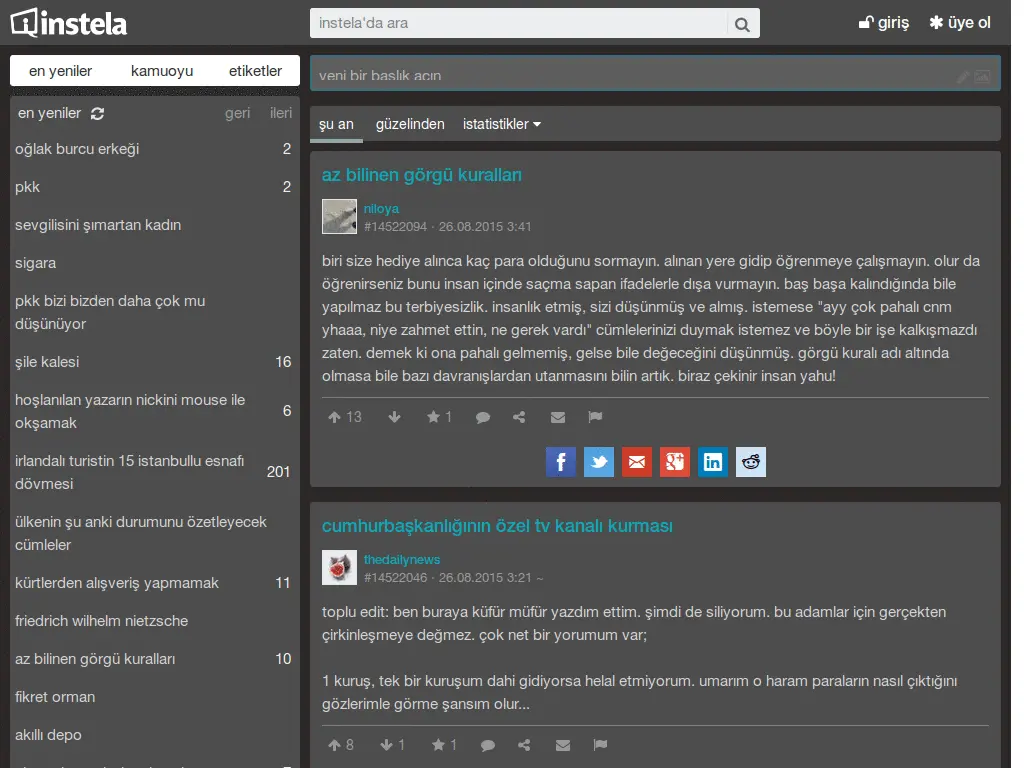 instela
instela'da ara
giriş
üye ol
en yeniler
kamuoyu
etiketler
yeni bir başlık açın
en yeniler
geri
ileri
oğlak burcu erkeği 2
pkk 2
sevgilisini şımartan kadın
sigara
pkk bizi bizden daha çok mu
düşünüyor
şile kalesi 16
hoşlanılan yazarın nickini mouse ile
okşamak 6
irlandalı turistin 15 istanbullu esnafı
dövmesi 201
ülkenin şu anki durumunu özetleyecek
cümleler
kürtlerden alışveriş yapmamak 11
friedrich wilhelm nietzsche
az bilinen görgü kuralları 10
fikret orman
akıllı depo
şu an
güzelinden
istatistikler
az bilinen görgü kuralları
niloya
#14522094 · 26.08.2015 3:41
biri size hediye alınca kaç para olduğunu sormayın. alınan yere gidip öğrenmeye çalışmayın. olur da
öğrenirseniz bunu insan içinde saçma sapan ifadelerle dışa vurmayın. baş başa kalındığında bile
yapılmaz bu terbiyesizlik. insanlık etmiş, sizi düşünmüş ve almış. istemese "ayy çok pahalı cnm
yhaaa, niye zahmet ettin, ne gerek vardı" cümlelerinizi duymak istemez ve böyle bir işe kalkışmazdı
zaten. demek ki ona pahalı gelmemiş, gelse bile değeceğini düşünmüş. görgü kuralı adı altında
olmasa bile bazı davranışlardan utanmasını bilin artık. biraz çekinir insan yahu!
13
1
cumhurbaşkanlığının özel tv kanalı kurması
thedailynews
#14522046 · 26.08.2015 3:21 ~
toplu edit: ben buraya küfür müfür yazdım ettim. şimdi de siliyorum. bu adamlar için gerçekten
çirkinleşmeye değmez. çok net bir yorumum var;
1 kuruş, tek bir kuruşum dahi gidiyorsa helal etmiyorum. umarım o haram paraların nasıl çıktığını
gözlerimle görme şansım olur...
8
1
1